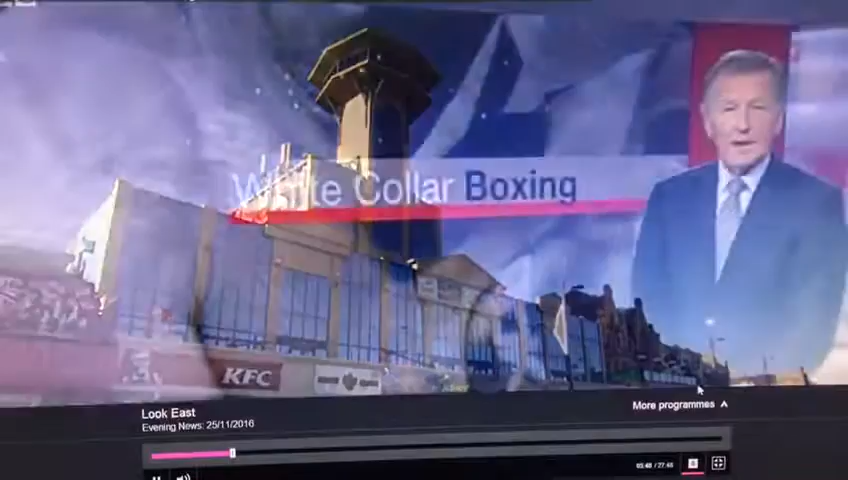 White Collar Boxing
KFC
Look East
Evening News: 25/11/2016
More programmes